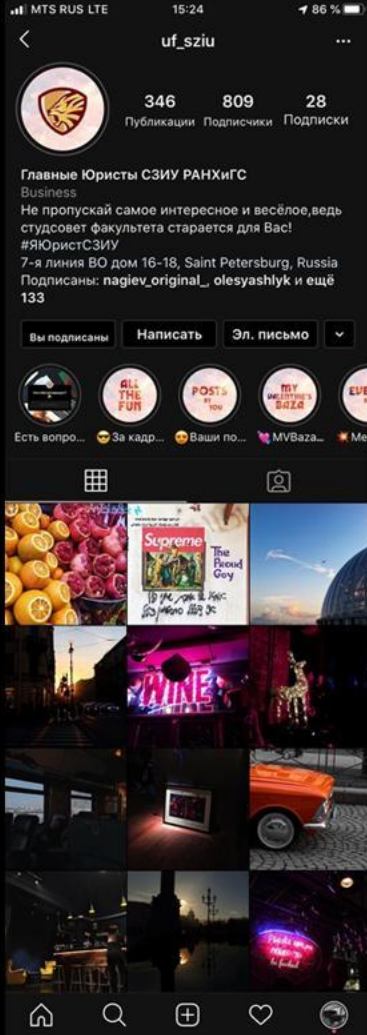 MTS RUS LTE 15:24 86 %
uf_sziu
346 809 28
Публикации Подписчики Подписки
Главные Юристы СЗИУ РАНХиГС
Business
Не пропускай самое интересное и весёлое,ведь
студсовет факультета старается для Вас!
#ЯЮристСЗИУ
7-я линия ВО дом 16-18, Saint Petersburg, Russia
Подписаны: nagiev_original_, olesyashlyk и ещё
133
Вы подписаны Написать Эл. письмо
ALL
THE
FUN
POSTS
BY
YOU
MY
VALENTINE'S
BAZA
Есть вопро... За кадр... Ваши по... MVBaza...
Supreme
The
Proud
Goy
WINE